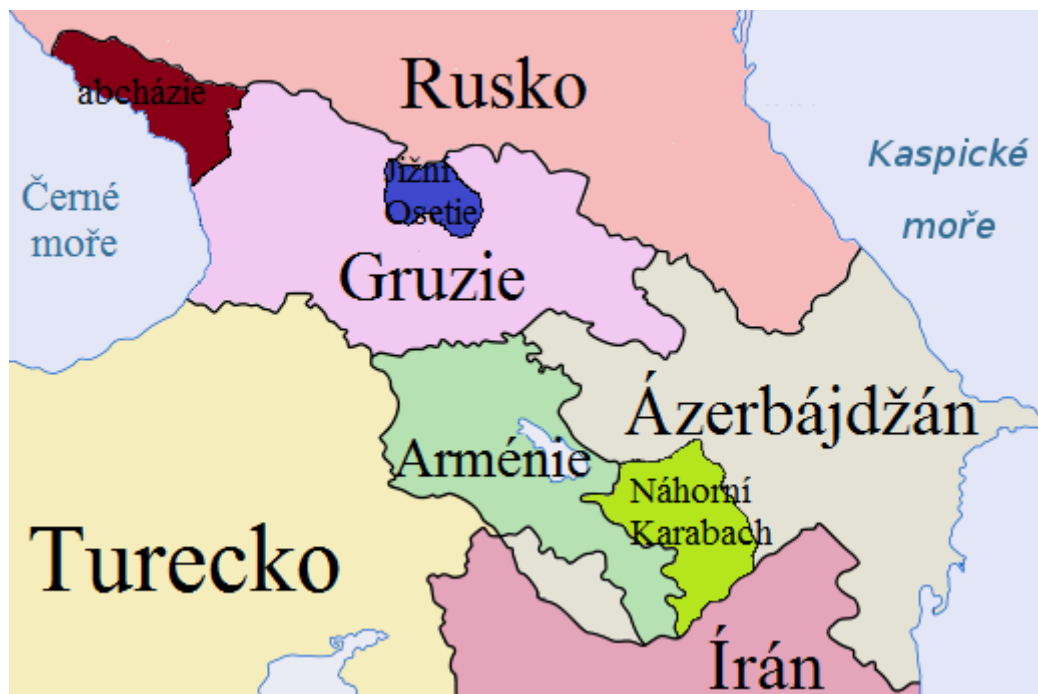 Rusko
abcházie
Kaspické
moře
Jižní
Osetie
Černé
moře
Gruzie
Ázerbájdžán
Arménie
Náhorní
Karabach
Turecko
Írán